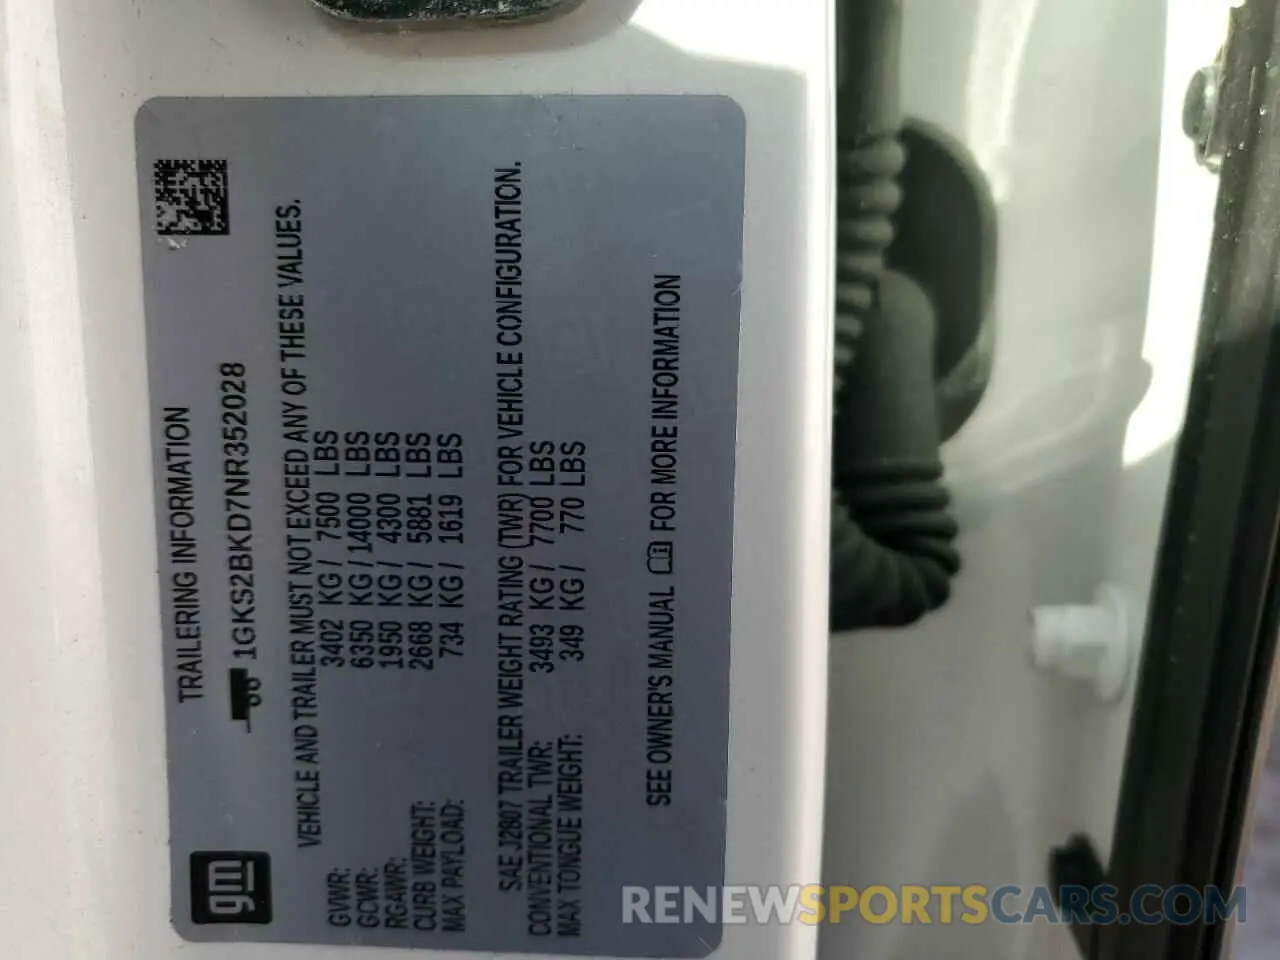 TRAILERING INFORMATION
1GKS2BKD7NR352028
VEHICLE AND TRAILER MUST NOT EXCEED ANY OF THESE VALUES.
GVWR: 3402 KG / 7500 LBS
GCWR: 6350 KG / 14000 LBS
RGAWR: 1950 KG / 4300 LBS
CURB WEIGHT: 2668 KG / 5881 LBS
MAX PAYLOAD: 734 KG / 1619 LBS
SAE J2807 TRAILER WEIGHT RATING (TWR) FOR VEHICLE CONFIGURATION.
CONVENTIONAL TWR: 3493 KG / 7700 LBS
MAX TONGUE WEIGHT: 349 KG / 770 LBS
SEE OWNER'S MANUAL FOR MORE INFORMATION
gm
RENEWSPORTSCARS.COM